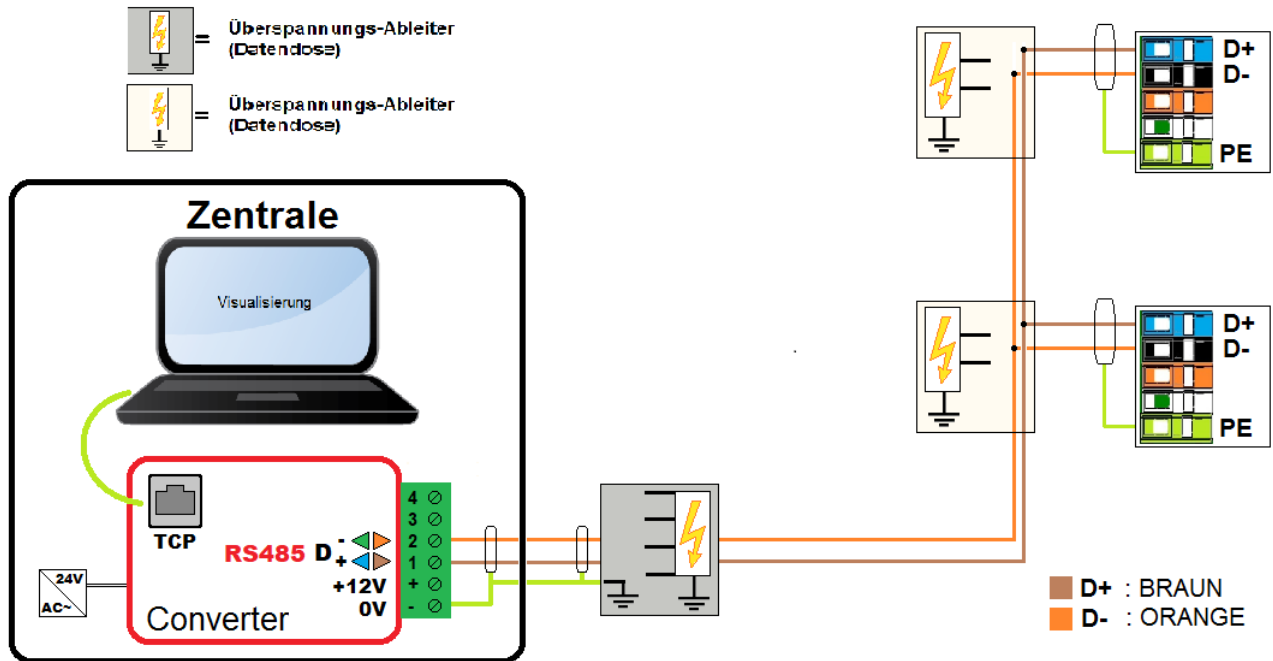 = Überspannungs-Ableiter
(Datendose)
= Überspannungs-Ableiter
(Datendose)
D+
D-
PE
Zentrale
Visualisierung
D+
D-
PE
TCP
RS485 D
-
+
+12V
0V
4
3
2
1
+
-
24V
AC~
Converter
D+ : BRAUN
D- : ORANGE